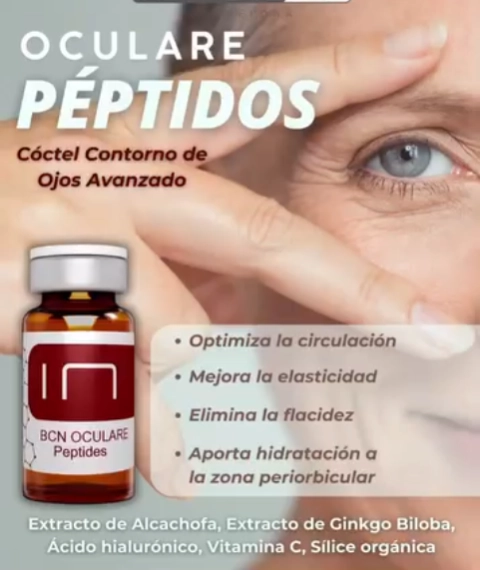 OCULARE
PÉPTIDOS
Cóctel Contorno de
Ojos Avanzado
BCN OCULARE
Peptides
• Optimiza la circulación
• Mejora la elasticidad
• Elimina la flacidez
• Aporta hidratación a
la zona periorbicular
Extracto de Alcachofa, Extracto de Ginkgo Biloba,
Ácido hialurónico, Vitamina C, Sílice orgánica